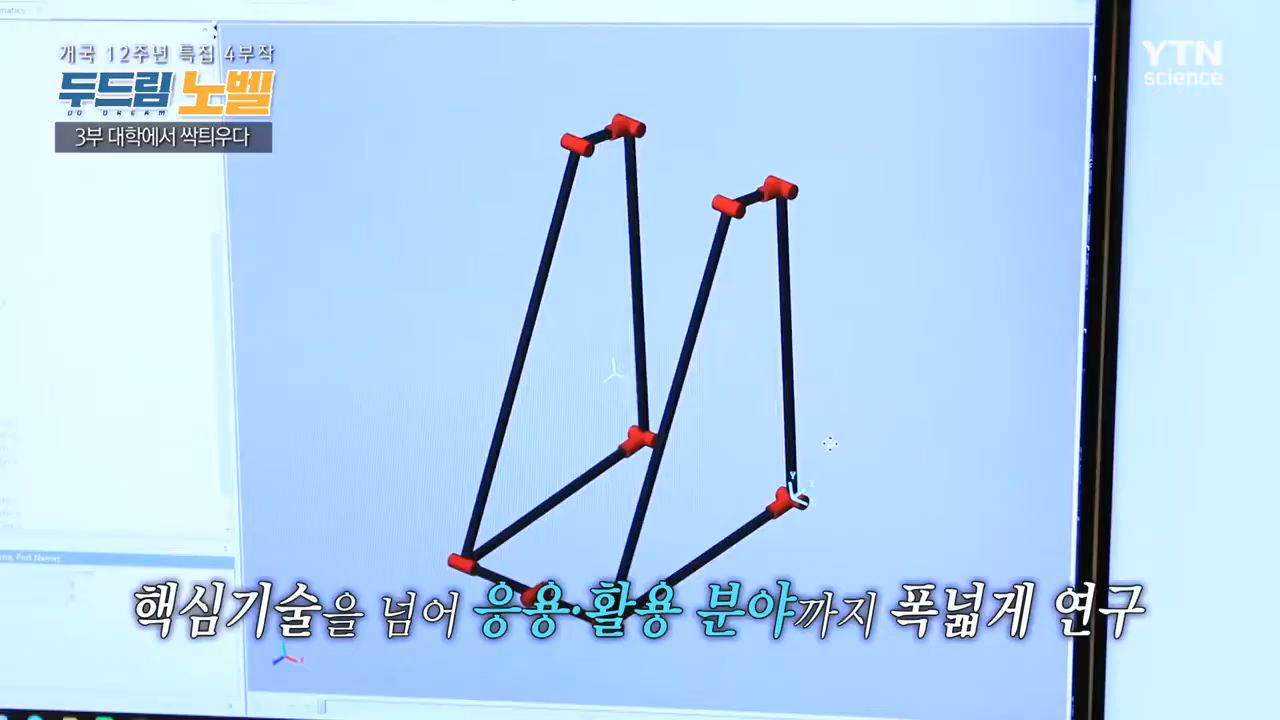 개국 12주년 특집 4부작
두드림 노벨
DO DREAM
3부 대학에서 싹틔우다
YTN
science
핵심기술을 넘어 응용·활용 분야까지 폭넓게 연구